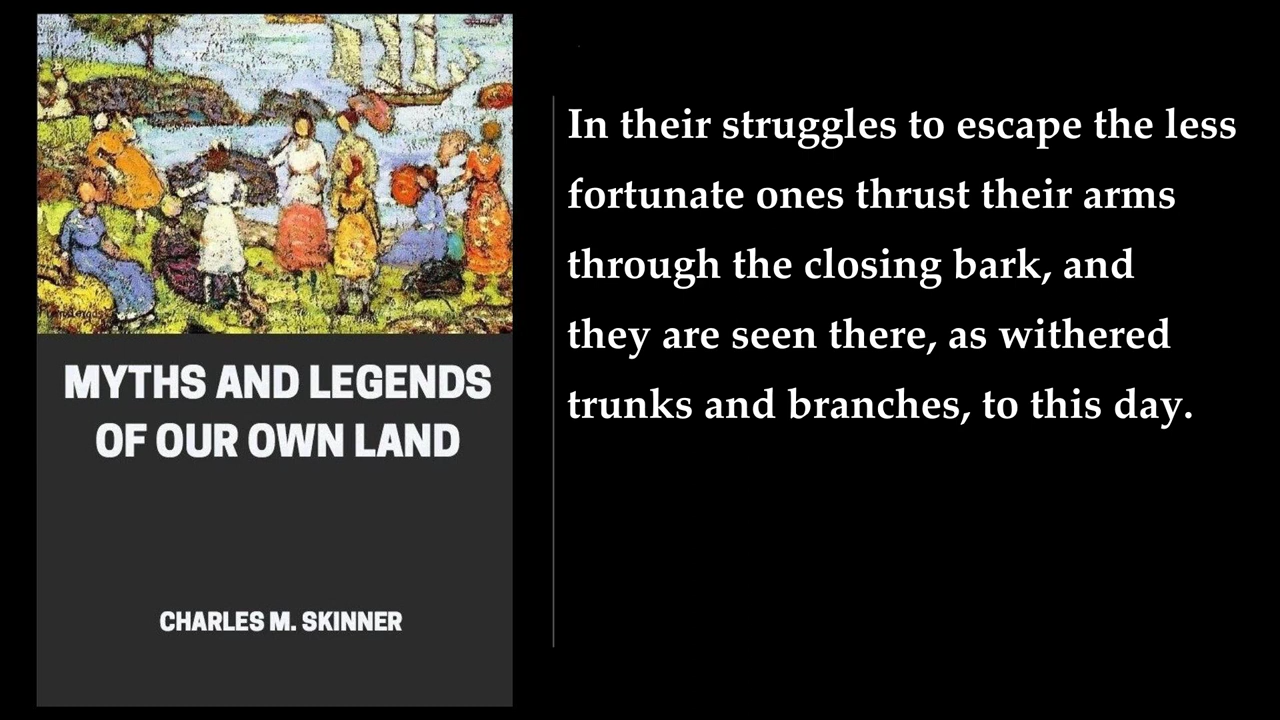 MYTHS AND LEGENDS
OF OUR OWN LAND
CHARLES M. SKINNER
In their struggles to escape the less
fortunate ones thrust their arms
through the closing bark, and
they are seen there, as withered
trunks and branches, to this day.